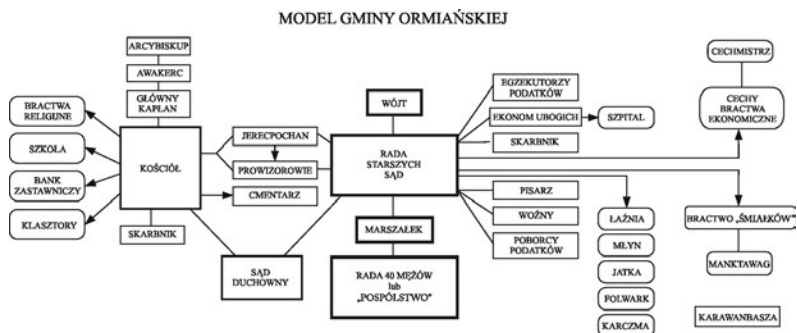 MODEL GMINY ORMIAŃSKIEJ
ARCYBISKUP
AWAKERC
GŁÓWNY
KAPŁAN
BRACTWA
RELIGIJNE
SZKOŁA
BANK
ZASTAWNICZY
KLASZTORY
KOŚCIÓŁ
SKARBNIK
JERECPOCHAN
PROWIZOROWIE
CMENTARZ
SĄD
DUCHOWNY
WÓJT
RADA
STARSZYCH
SĄD
MARSZAŁEK
RADA 40 MĘŻÓW
lub
„POSPÓLSTWO"
EGZEKUTORZY
PODATKÓW
EKONOM UBOGICH
SZPITAL
SKARBNIK
PISARZ
WOŹNY
POBORCY
PODATKÓW
ŁAŹNIA
MŁYN
JATKA
FOLWARK
KARCZMA
CECHMISTRZ
CECHY
BRACTWA
EKONOMICZNE
BRACTWO „ŚMIAŁKÓW"
MANKTAWAG
KARAWANBASZA